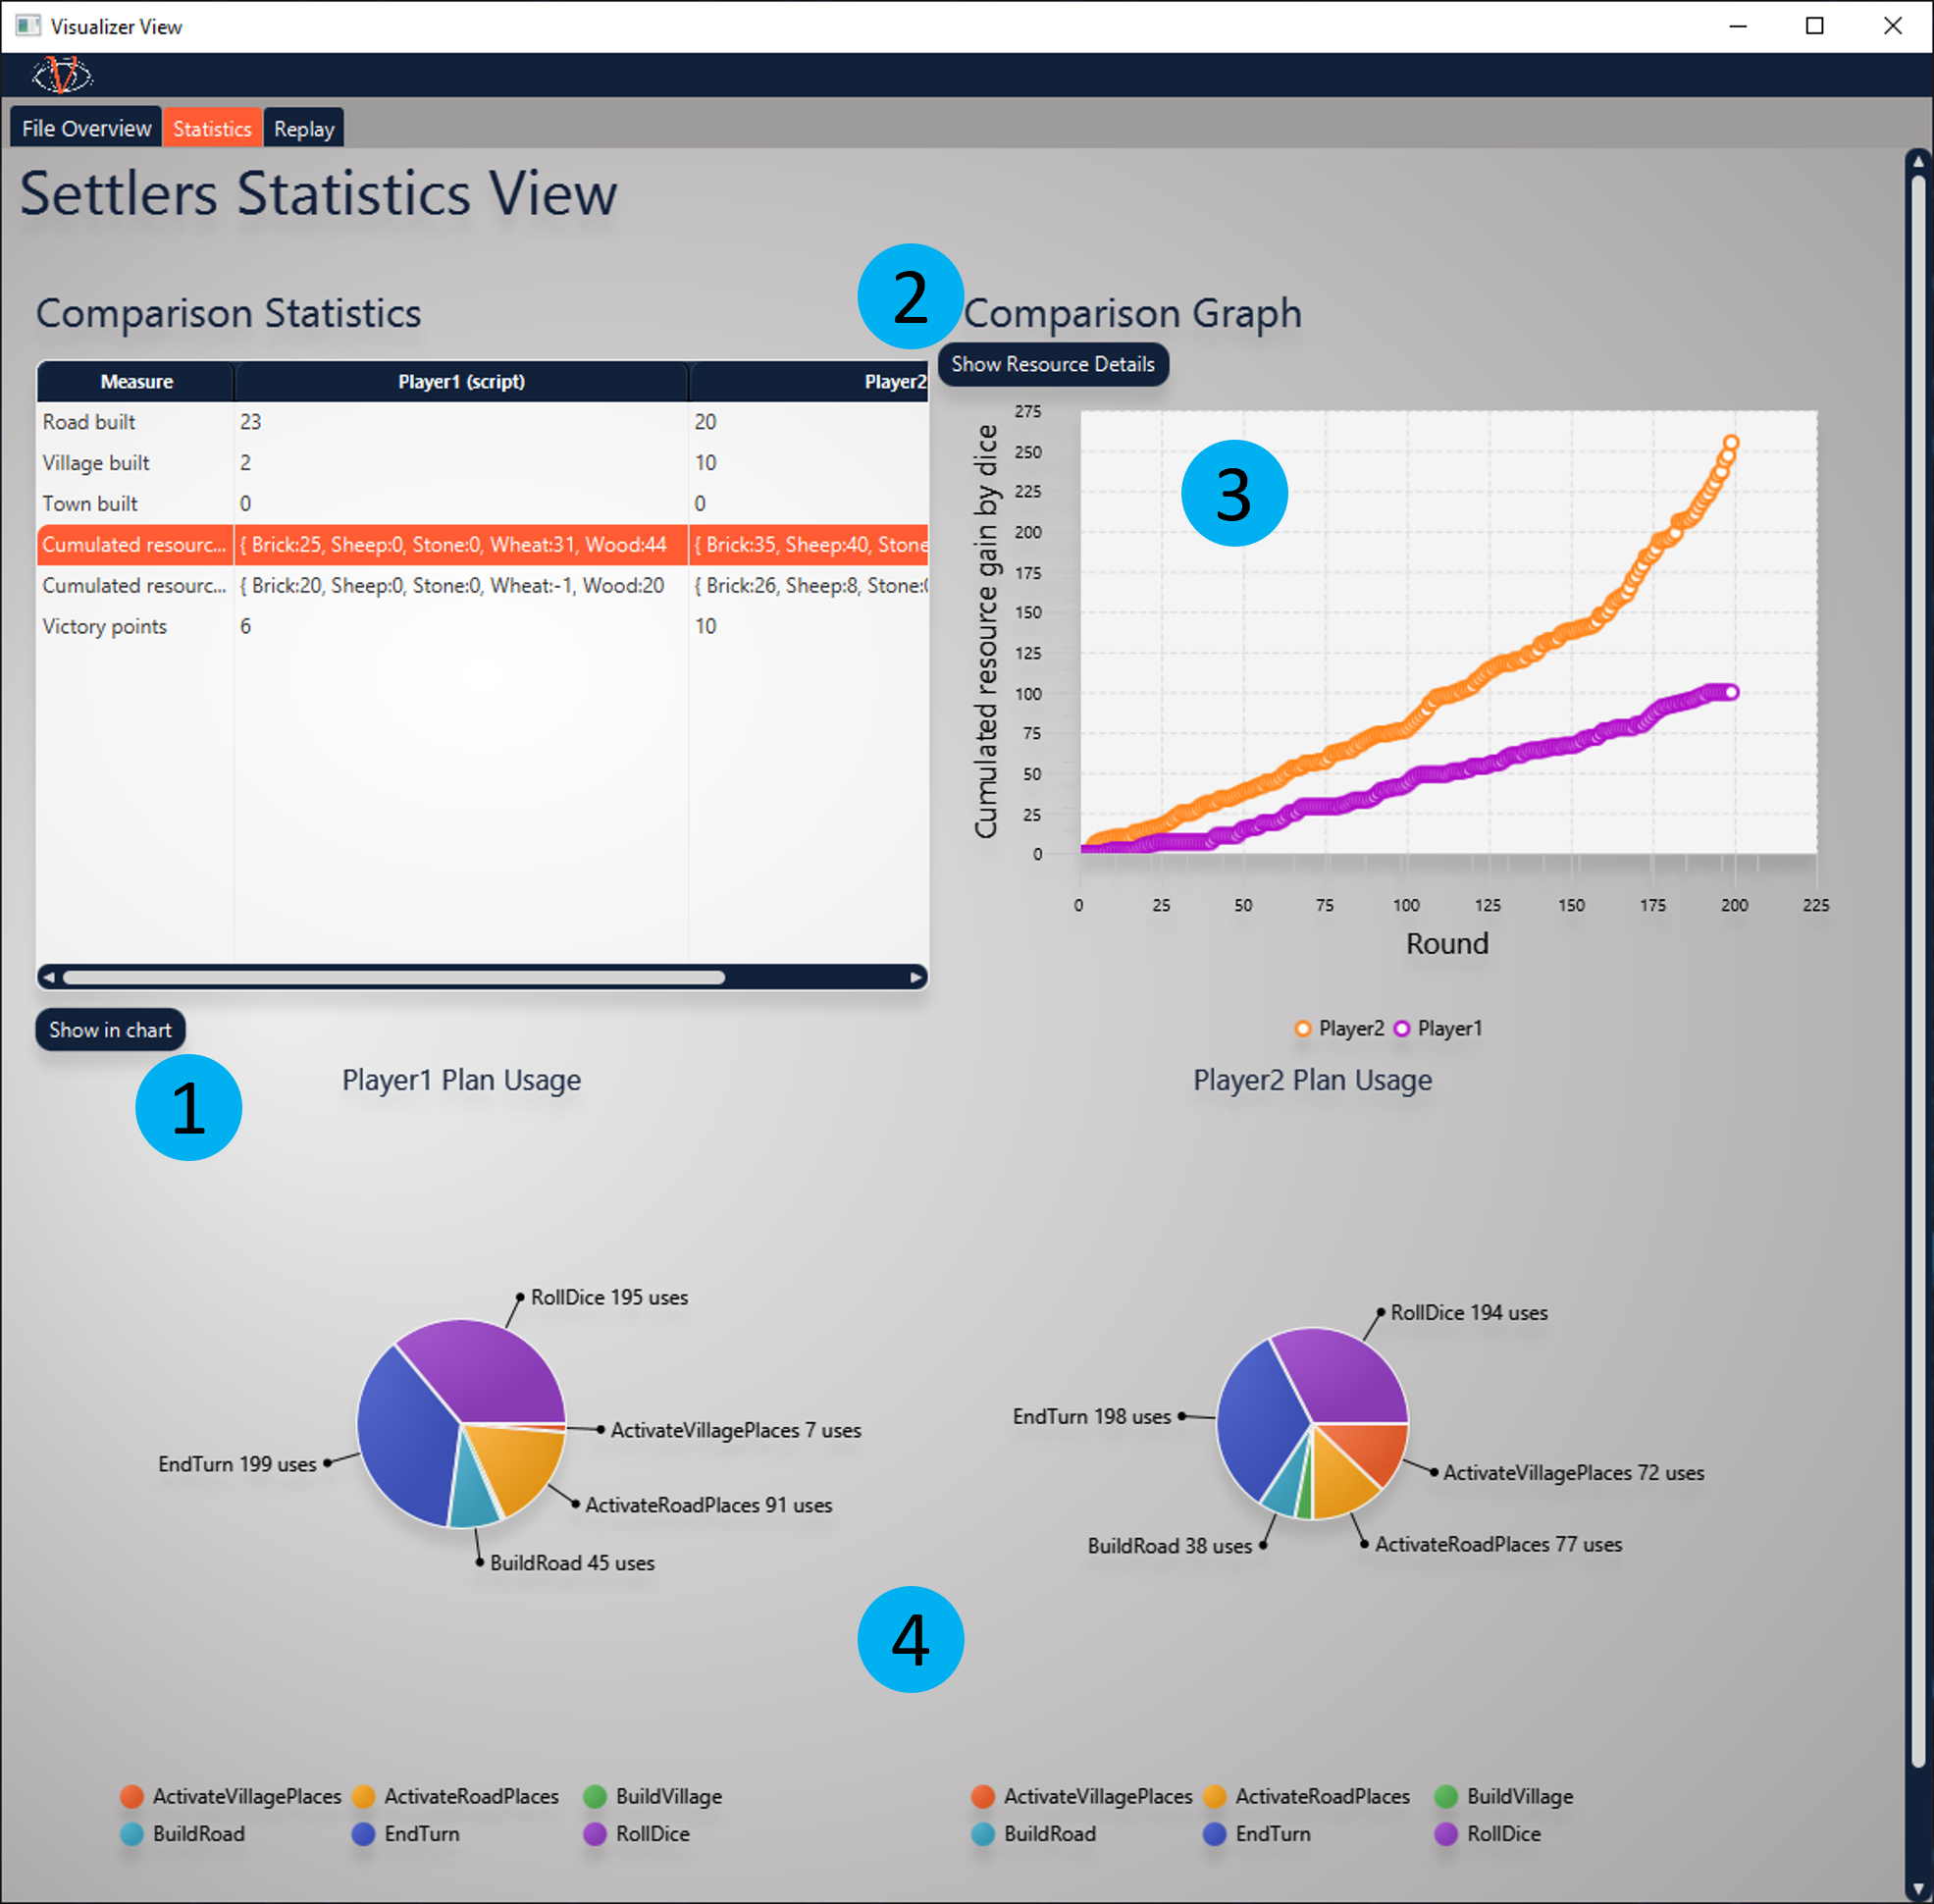 Visualizer View
File Overview
Statistics
Replay
Settlers Statistics View
Comparison Statistics
Measure Player1 (script) Player2
Road built 23 20
Village built 2 10
Town built 0 0
Cumulated resourc... { Brick:25, Sheep:0, Stone:0, Wheat:31, Wood:44 { Brick:35, Sheep:40, Stone
Cumulated resourc... { Brick:20, Sheep:0, Stone:0, Wheat:-1, Wood:20 { Brick:26, Sheep:8, Stone:
Victory points 6 10
Show in chart
1
2
Comparison Graph
Show Resource Details
3
Cumulated resource gain by dice
275
250
225
200
175
150
125
100
75
50
25
0
0 25 50 75 100 125 150 175 200 225
Round
Player2 Player1
Player1 Plan Usage
RollDice 195 uses
ActivateVillagePlaces 7 uses
EndTurn 199 uses
ActivateRoadPlaces 91 uses
BuildRoad 45 uses
ActivateVillagePlaces ActivateRoadPlaces BuildVillage
BuildRoad EndTurn RollDice
4
Player2 Plan Usage
RollDice 194 uses
EndTurn 198 uses
ActivateVillagePlaces 72 uses
BuildRoad 38 uses
ActivateRoadPlaces 77 uses
ActivateVillagePlaces ActivateRoadPlaces BuildVillage
BuildRoad EndTurn RollDice